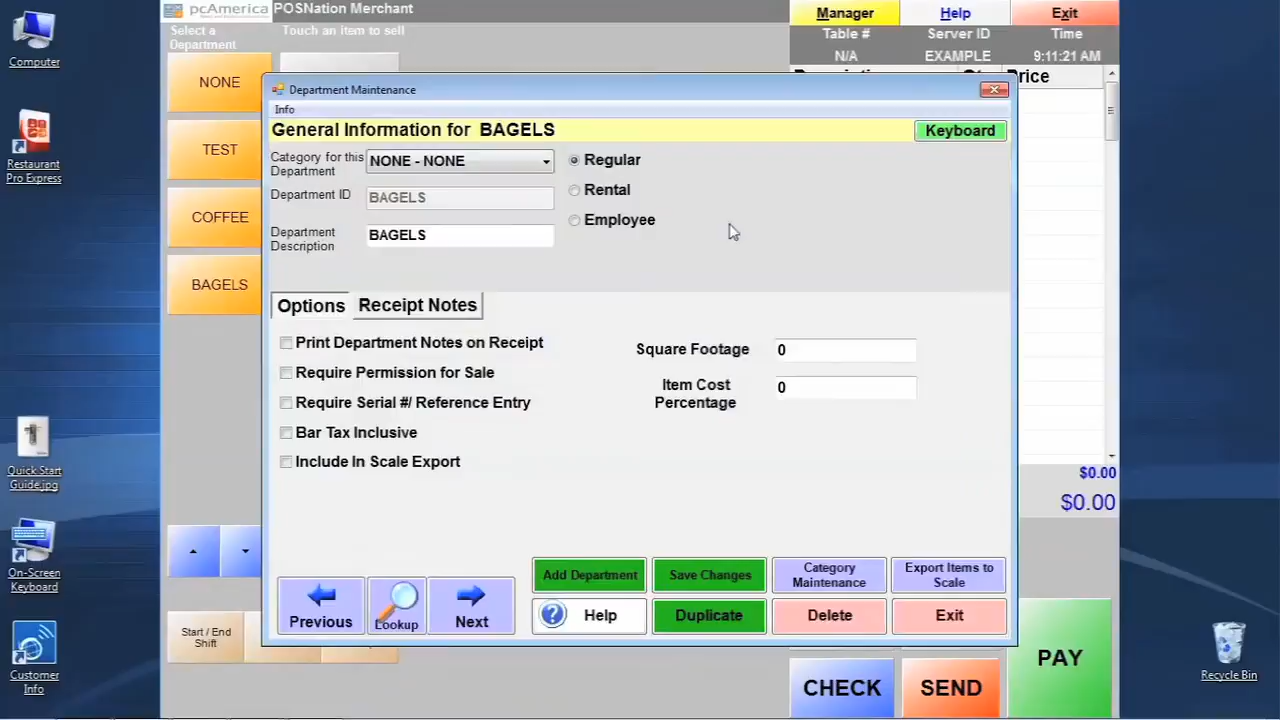 pcAmerica
POSNation Merchant
Manager
Help
Exit
Table #
Server ID
Time
N/A
EXAMPLE
9:11:21 AM
Select a
Department
Touch an item to sell
Price
Computer
Restaurant
Pro Express
Quick Start
Guide.jpg
On-Screen
Keyboard
Customer
Info
NONE
TEST
COFFEE
BAGELS
Start / End
Shift
Department Maintenance
Info
General Information for BAGELS
Keyboard
Category for this
Department
NONE - NONE
Department ID
BAGELS
Department
Description
BAGELS
Regular
Rental
Employee
Options
Receipt Notes
Print Department Notes on Receipt
Require Permission for Sale
Require Serial #/ Reference Entry
Bar Tax Inclusive
Include In Scale Export
Square Footage
0
Item Cost
Percentage
0
Previous
Lookup
Next
Add Department
Save Changes
Category
Maintenance
Export Items to
Scale
Help
Duplicate
Delete
Exit
$0.00
$0.00
CHECK
SEND
PAY
Recycle Bin